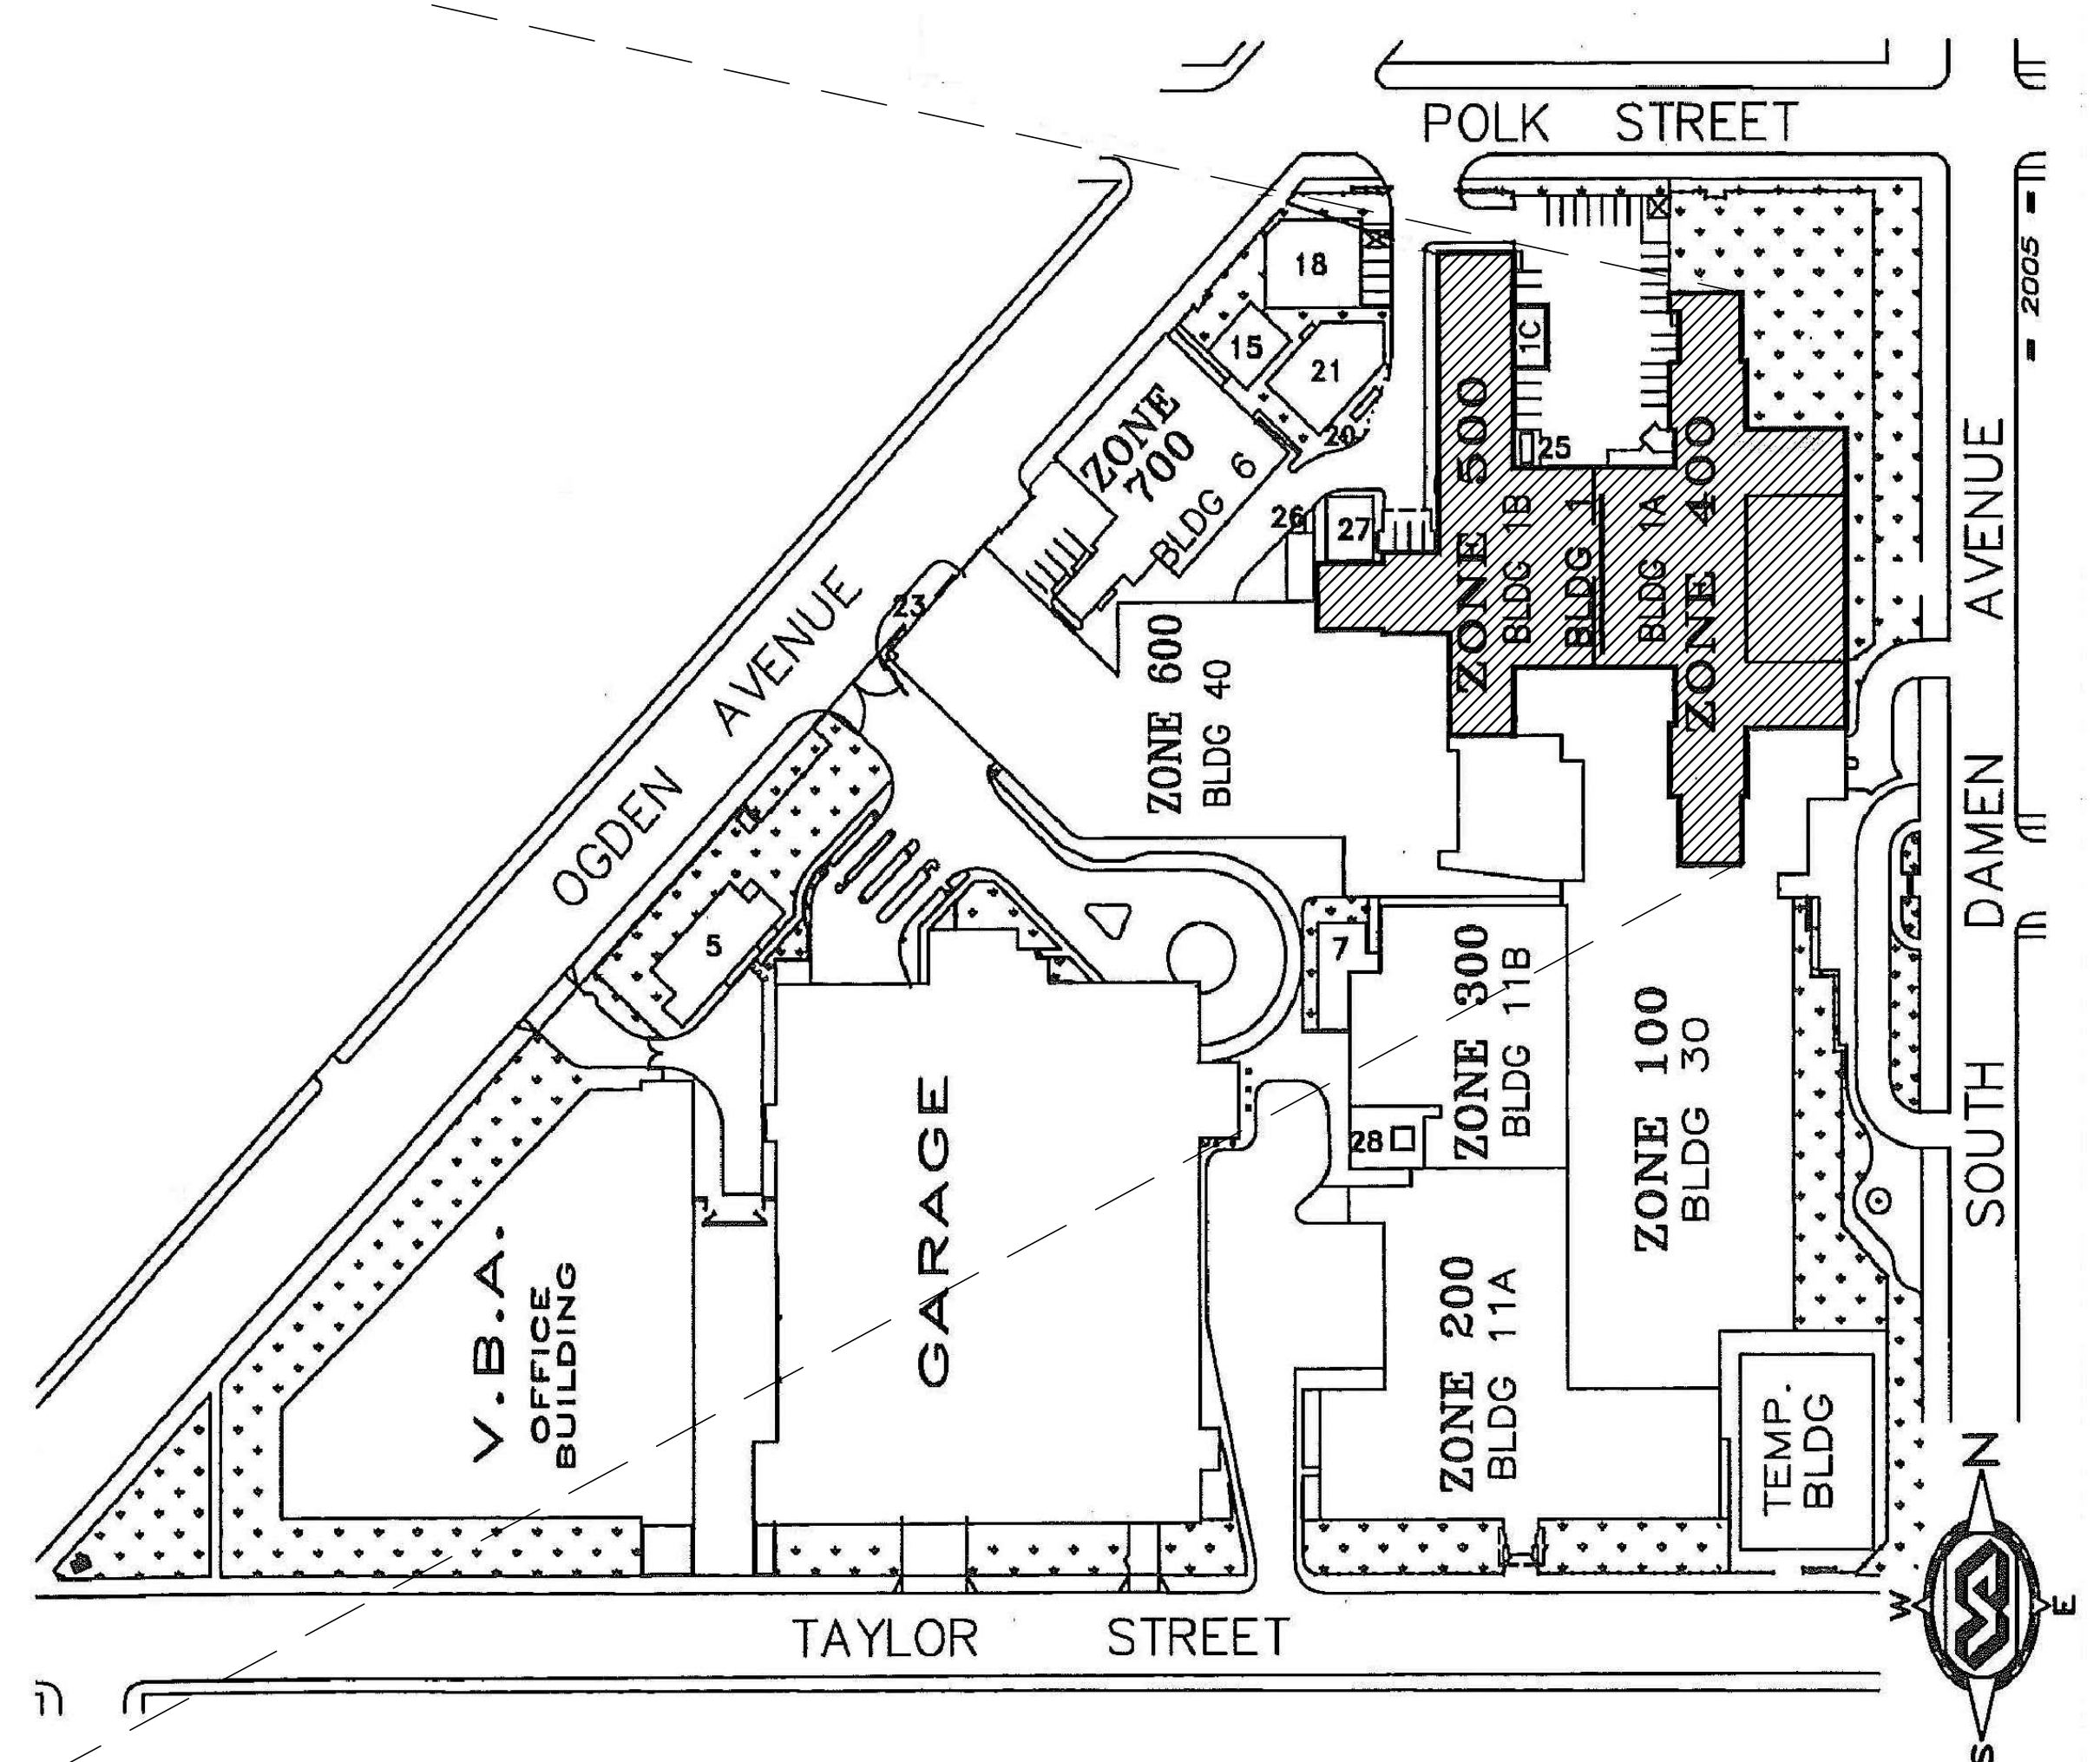 POLK STREET
= 2005 =
18
1C
15
21
ZONE 500
ZONE 400
ZONE
700
20
25
BLDG 6
BLDG 1B
BLDG 1
BLDG 1A
AVENUE
26
27
23
OGDEN AVENUE
ZONE 600
BLDG 40
SOUTH DAMEN
5
7
ZONE 300
BLDG 11B
ZONE 100
BLDG 30
28
GARAGE
V.B.A.
OFFICE
BUILDING
ZONE 200
BLDG 11A
TEMP.
BLDG
N
W
VA
E
S
TAYLOR STREET